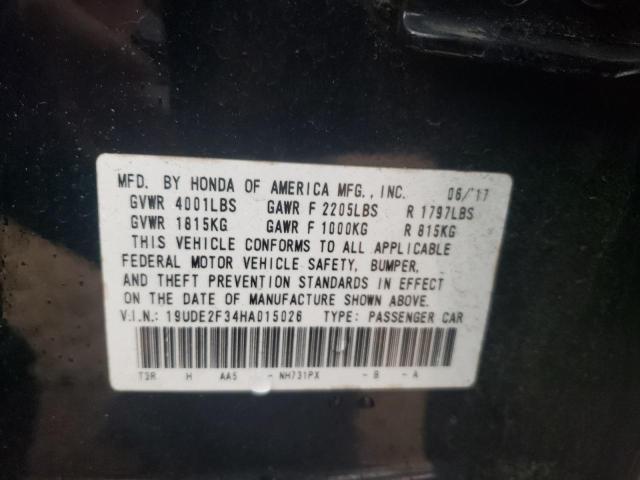 MFD. BY HONDA OF AMERICA MFG., INC. 06/'17
GVWR 4001LBS GAWR F 2205LBS R 1797LBS
GVWR 1815KG GAWR F 1000KG R 815KG
THIS VEHICLE CONFORMS TO ALL APPLICABLE
FEDERAL MOTOR VEHICLE SAFETY, BUMPER,
AND THEFT PREVENTION STANDARDS IN EFFECT
ON THE DATE OF MANUFACTURE SHOWN ABOVE.
V.I.N.: 19UDE2F34HA015026 TYPE: PASSENGER CAR
T3R H AA5 - NH731PX - B - A